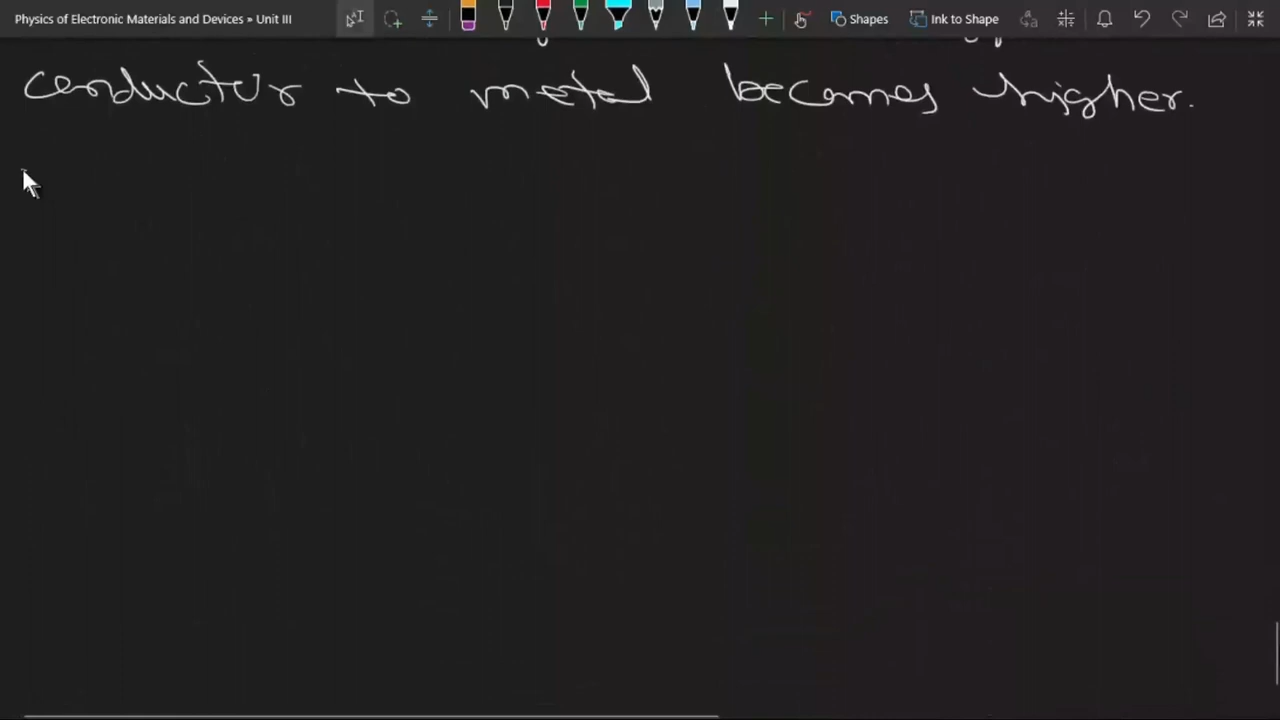 Physics of Electronic Materials and Devices » Unit III
Shapes
Ink to Shape
conductor to metal becomes higher.